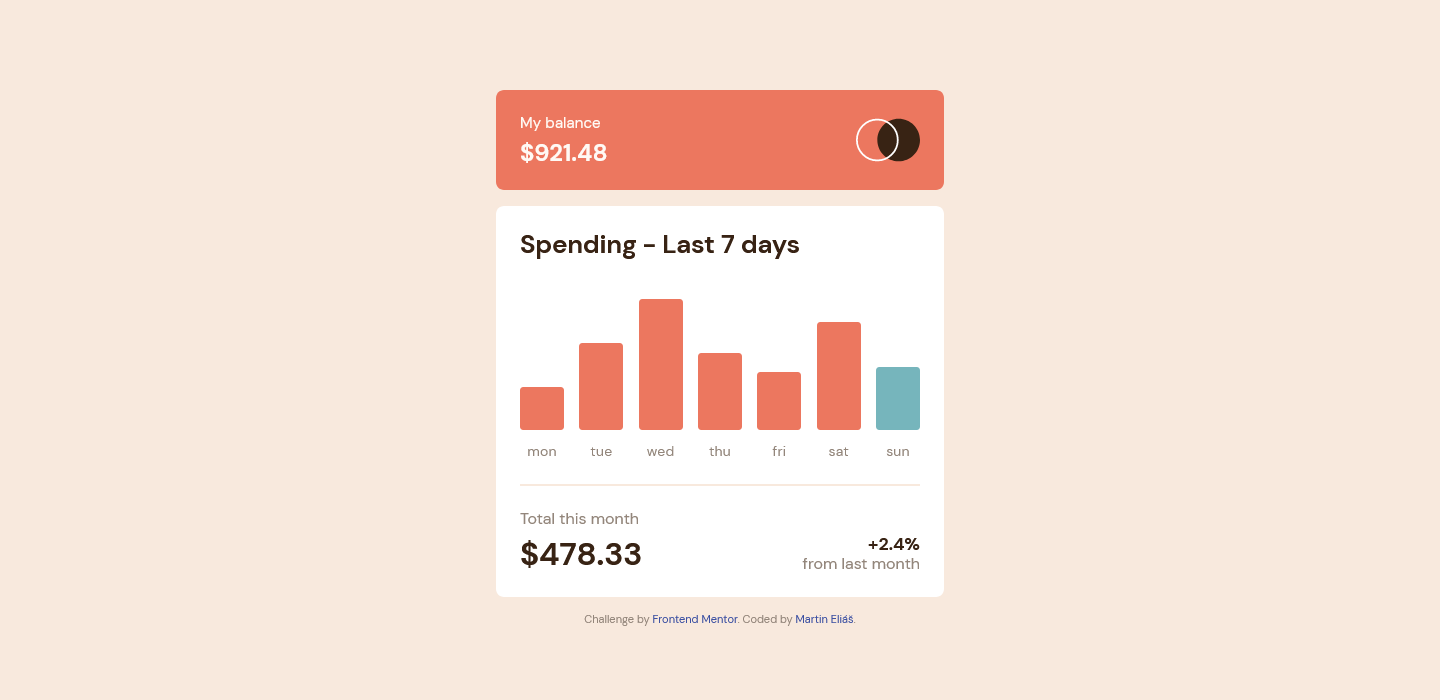 My balance
$921.48
Spending - Last 7 days
mon tue wed thu fri sat sun
Total this month
$478.33
+2.4%
from last month
Challenge by Frontend Mentor. Coded by Martin Eliáš.